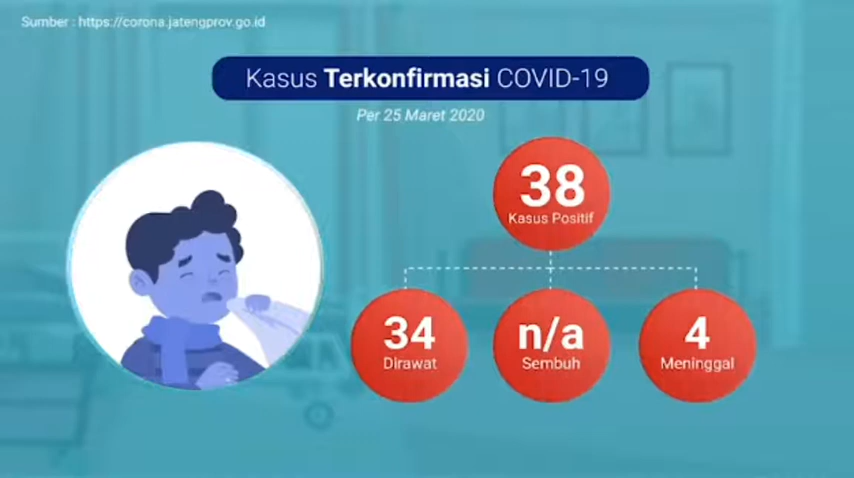 Sumber : https://corona.jatengprov.go.id
Kasus Terkonfirmasi COVID-19
Per 25 Maret 2020
38
Kasus Positif
34
Dirawat
n/a
Sembuh
4
Meninggal